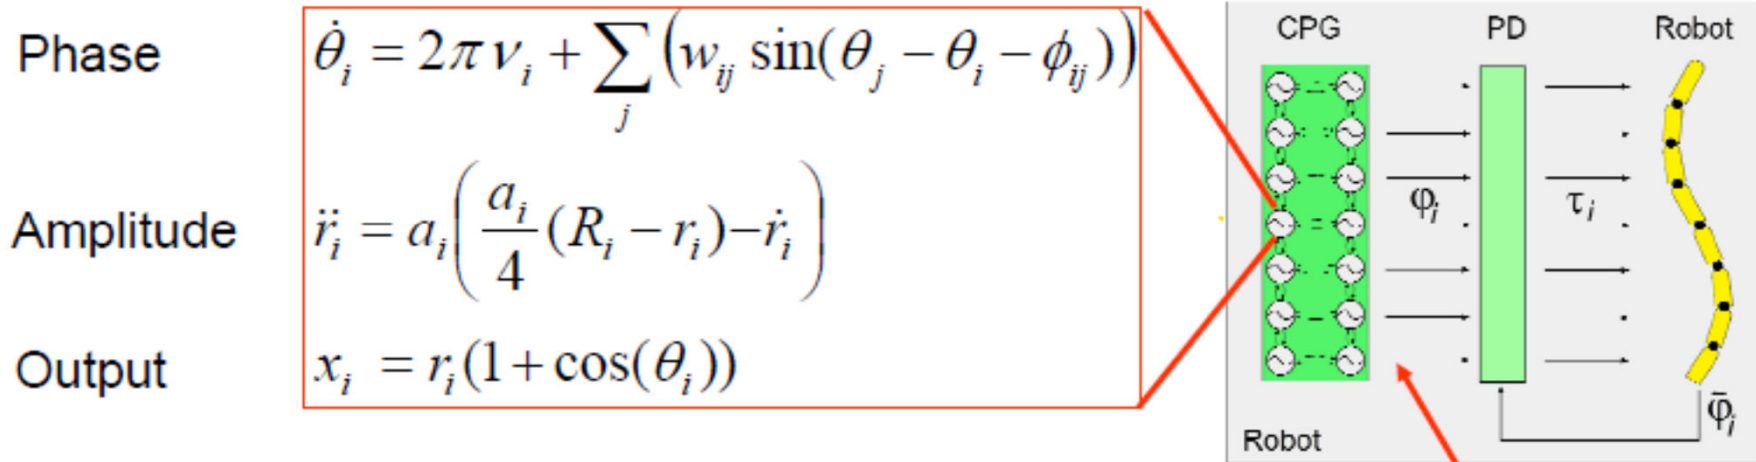 Phase θ̇ᵢ = 2πνᵢ + ∑ⱼ (wᵢⱼ sin(θⱼ − θᵢ − ϕᵢⱼ))
Amplitude r̈ᵢ = aᵢ(aᵢ/4 (Rᵢ − rᵢ)−ṙᵢ)
Output xᵢ = rᵢ(1+cos(θᵢ))
CPG PD Robot
φᵢ τᵢ
φ̄ᵢ
Robot